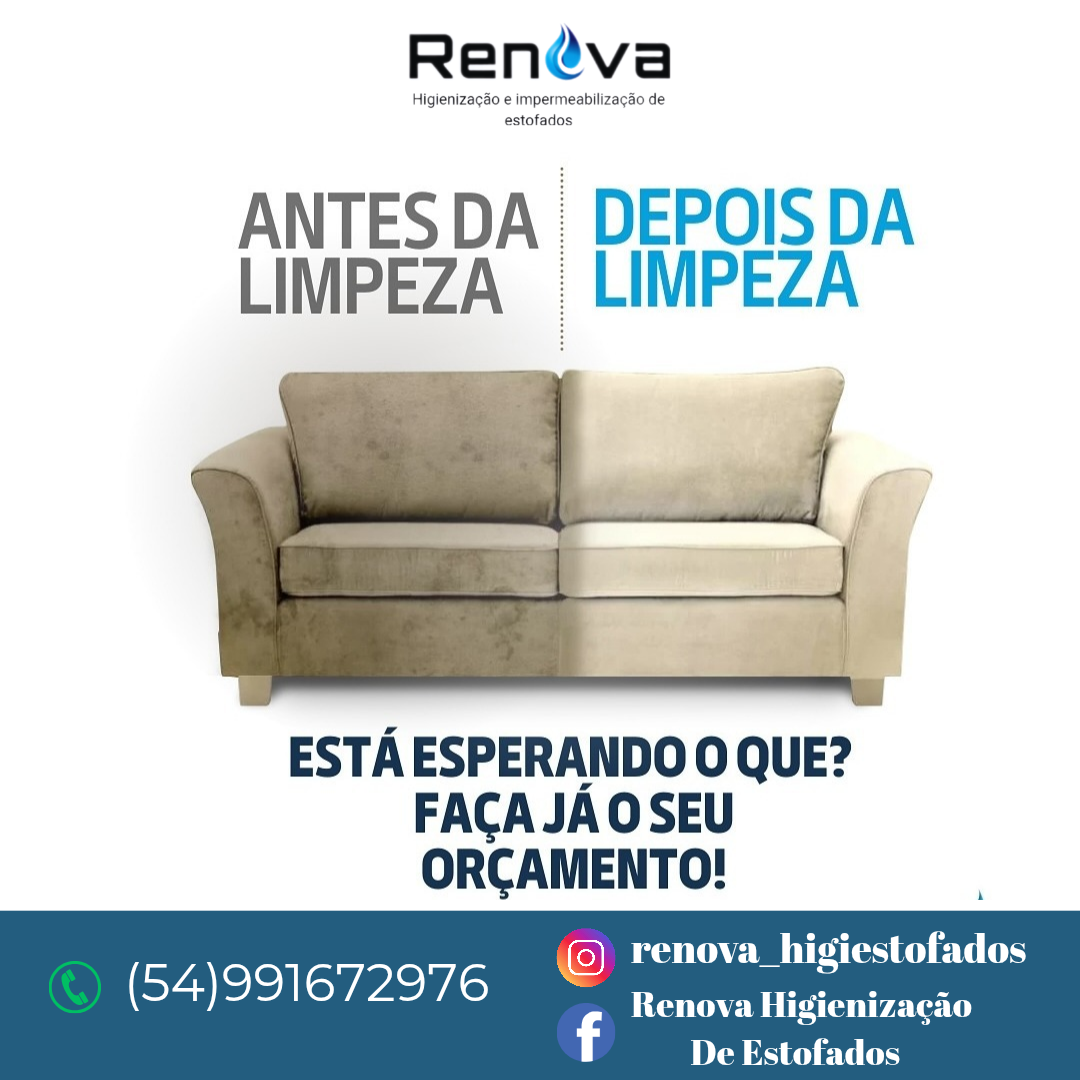 Renova
Higienização e impermeabilização de
estofados
ANTES DA
LIMPEZA
DEPOIS DA
LIMPEZA
ESTÁ ESPERANDO O QUE?
FAÇA JÁ O SEU
ORÇAMENTO!
(54)991672976
renova_higiestofados
Renova Higienização
De Estofados